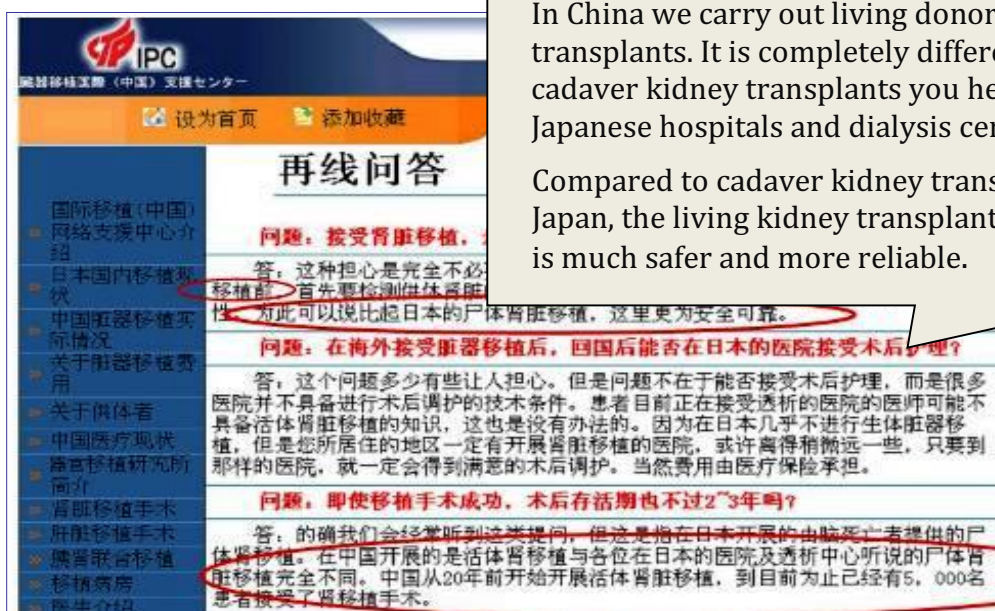 IPC
臓器移植国際（中国）支援センター
设为首页
添加收藏
In China we carry out living donor
transplants. It is completely differe
cadaver kidney transplants you he
Japanese hospitals and dialysis cen
Compared to cadaver kidney trans
Japan, the living kidney transplant
is much safer and more reliable.
国际移植(中国)
网络支援中心介
绍
日本国内移植现
状
中国脏器移植实
际情况
关于脏器移植费
用
关于供体者
中国医疗现状
器官移植研究所
简介
肾脏移植手术
肝脏移植手术
胰肾联合移植
移植病房
医生介绍
再线问答
问题：接受肾脏移植，
答：这种担心是完全不必
移植前，首先要检测供体肾脏
性。为此可以说比起日本的尸体肾脏移植，这里更为安全可靠。
问题：在海外接受脏器移植后，回国后能否在日本的医院接受术后护理？
答：这个问题多少有些让人担心。但是问题不在于能否接受术后护理，而是很多
医院并不具备进行术后调护的技术条件。患者目前正在接受透析的医院的医师可能不
具备活体肾脏移植的知识，这也是没有办法的。因为在日本几乎不进行生体脏器移
植，但是您所居住的地区一定有开展肾脏移植的医院，或许离得稍微远一些，只要到
那样的医院，就一定会得到满意的术后调护。当然费用由医疗保险承担。
问题：即使移植手术成功，术后存活期也不过2~3年吗？
答：的确我们会经常听到这类提问，但这是指在日本开展的由脑死亡者提供的尸
体肾移植。在中国开展的是活体肾移植与各位在日本的医院及透析中心听说的尸体肾
脏移植完全不同。中国从20年前开始开展活体肾脏移植，到目前为止已经有5，000名
患者接受了肾移植手术。